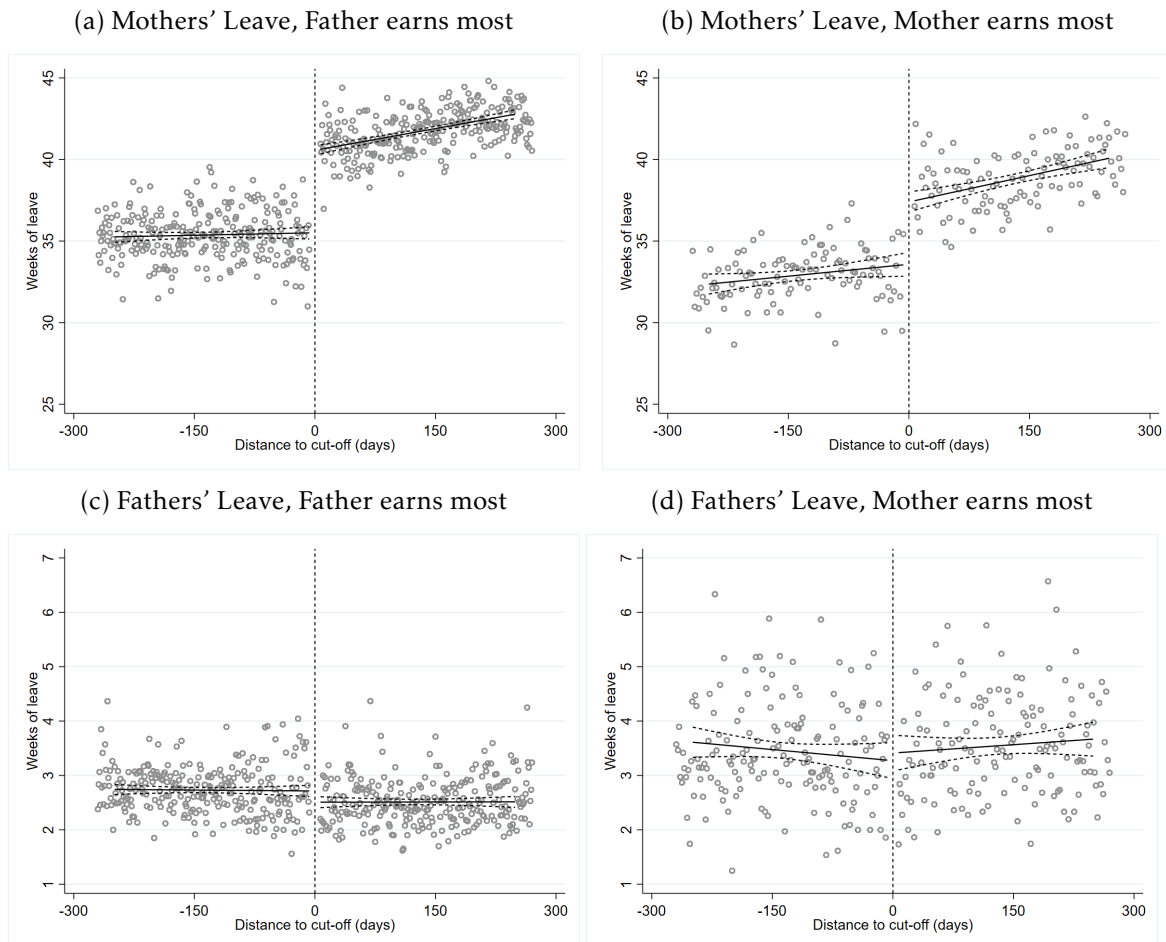 (a) Mothers’ Leave, Father earns most
Weeks of leave
45
40
35
30
25
-300 -150 0 150 300
Distance to cut-off (days)
(b) Mothers’ Leave, Mother earns most
Weeks of leave
45
40
35
30
25
-300 -150 0 150 300
Distance to cut-off (days)
(c) Fathers’ Leave, Father earns most
Weeks of leave
7
6
5
4
3
2
1
-300 -150 0 150 300
Distance to cut-off (days)
(d) Fathers’ Leave, Mother earns most
Weeks of leave
7
6
5
4
3
2
1
-300 -150 0 150 300
Distance to cut-off (days)